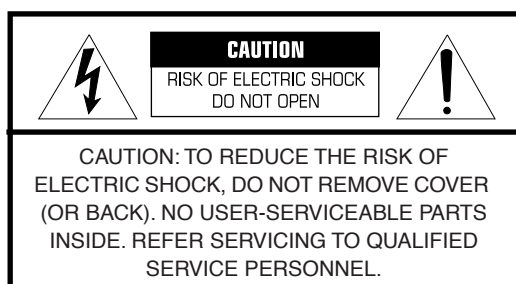 CAUTION
RISK OF ELECTRIC SHOCK
DO NOT OPEN
CAUTION: TO REDUCE THE RISK OF
ELECTRIC SHOCK, DO NOT REMOVE COVER
(OR BACK). NO USER-SERVICEABLE PARTS
INSIDE. REFER SERVICING TO QUALIFIED
SERVICE PERSONNEL.